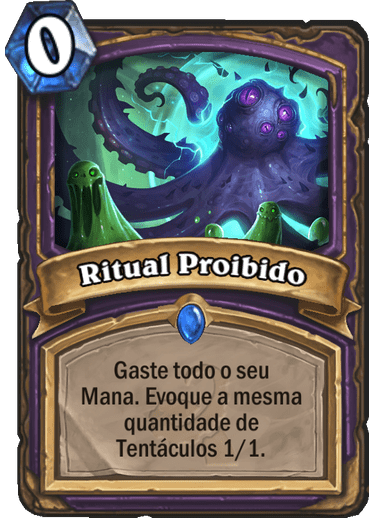 0
Ritual Proibido
Gaste todo o seu
Mana. Evoque a mesma
quantidade de
Tentáculos 1/1.